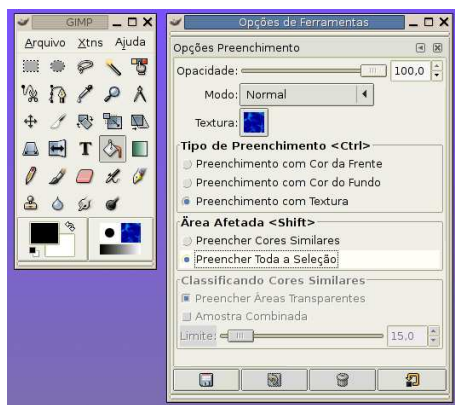 GIMP
Arquivo Xtns Ajuda
T
Opções de Ferramentas
Opções Preenchimento
Opacidade: 100,0
Modo: Normal
Textura:
Tipo de Preenchimento <Ctrl>
Preenchimento com Cor da Frente
Preenchimento com Cor do Fundo
Preenchimento com Textura
Área Afetada <Shift>
Preencher Cores Similares
Preencher Toda a Seleção
Classificando Cores Similares
Preencher Àreas Transparentes
Amostra Combinada
Limite: 15,0